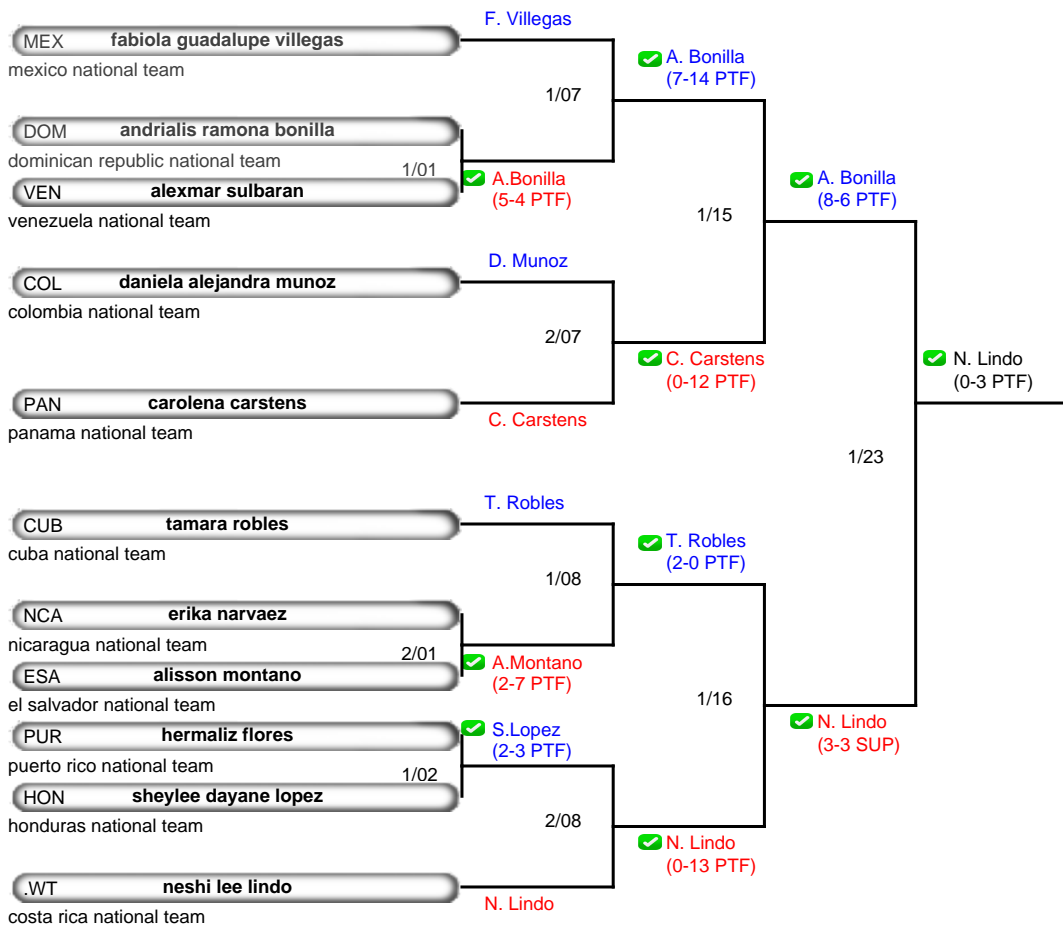 F. Villegas
MEX fabiola guadalupe villegas
mexico national team
A. Bonilla
(7-14 PTF)
1/07
DOM andrialis ramona bonilla
dominican republic national team
1/01
VEN alexmar sulbaran
venezuela national team
A.Bonilla
(5-4 PTF)
A. Bonilla
(8-6 PTF)
1/15
D. Munoz
COL daniela alejandra munoz
colombia national team
2/07
C. Carstens
(0-12 PTF)
PAN carolena carstens
panama national team
C. Carstens
N. Lindo
(0-3 PTF)
1/23
T. Robles
CUB tamara robles
cuba national team
T. Robles
(2-0 PTF)
1/08
NCA erika narvaez
nicaragua national team
2/01
ESA alisson montano
el salvador national team
A.Montano
(2-7 PTF)
1/16
N. Lindo
(3-3 SUP)
PUR hermaliz flores
puerto rico national team
S.Lopez
(2-3 PTF)
1/02
HON sheylee dayane lopez
honduras national team
2/08
N. Lindo
(0-13 PTF)
.WT neshi lee lindo
costa rica national team
N. Lindo